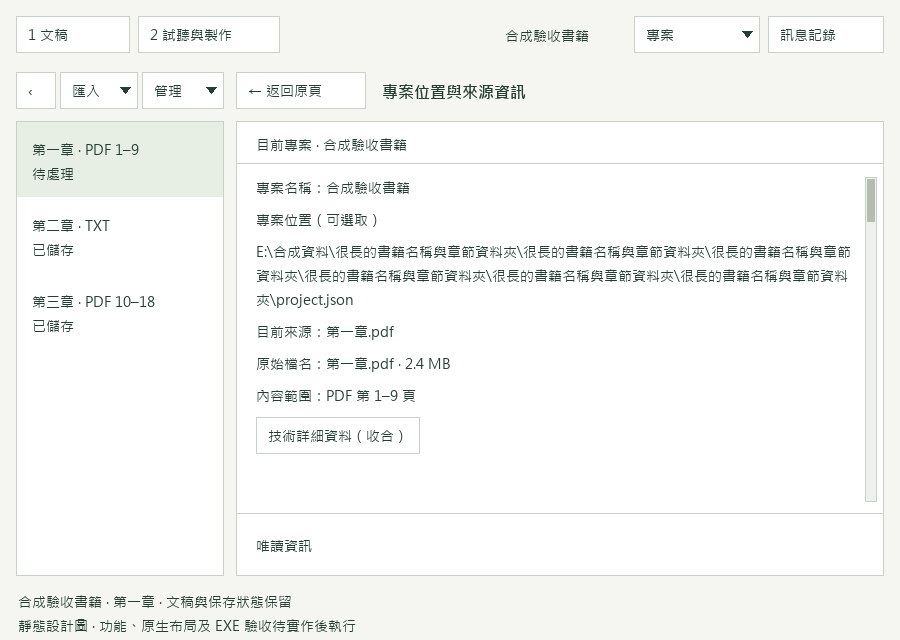 1 文稿
2 試聽與製作
合成驗收書籍
專案
訊息記錄
‹
匯入
管理
← 返回原頁
專案位置與來源資訊
第一章 · PDF 1–9
待處理
第二章 · TXT
已儲存
第三章 · PDF 10–18
已儲存
目前專案 · 合成驗收書籍
專案名稱：合成驗收書籍
專案位置（可選取）
E:\合成資料\很長的書籍名稱與章節資料夾\很長的書籍名稱與章節資料夾\很長的書籍名稱與章節
資料夾\很長的書籍名稱與章節資料夾\很長的書籍名稱與章節資料夾\很長的書籍名稱與章節資料
夾\project.json
目前來源：第一章.pdf
原始檔名：第一章.pdf · 2.4 MB
內容範圍：PDF 第 1–9 頁
技術詳細資料（收合）
唯讀資訊
合成驗收書籍 · 第一章 · 文稿與保存狀態保留
靜態設計圖 · 功能、原生布局及 EXE 驗收待實作後執行